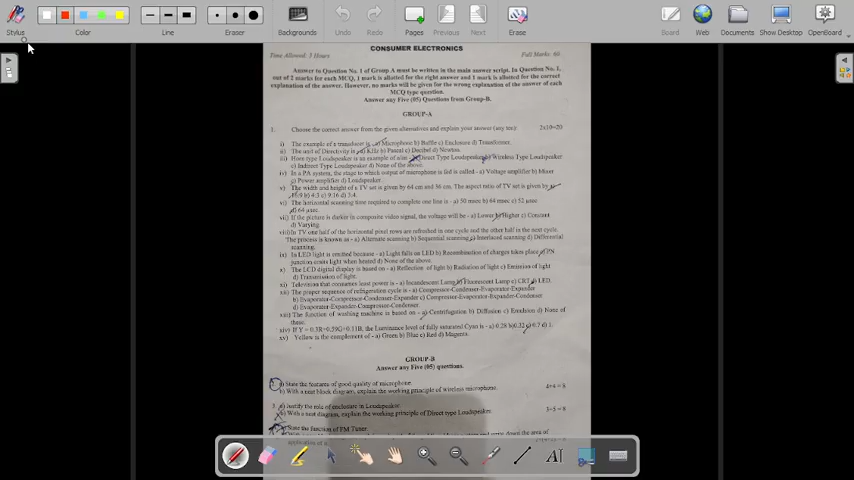 Stylus
Color
Line
Eraser
Backgrounds
Undo
Redo
Pages
Previous
Next
Erase
Board
Web
Documents
Show Desktop
OpenBoard
CONSUMER ELECTRONICS
Time Allowed: 3 Hours
Full Marks: 60
Answer to Question No. 1 of Group A must be written in the main answer script. In Question No. 1,
out of 2 marks for each MCQ, 1 mark is allotted for the right answer and 1 mark is allotted for the correct
explanation of the answer. However, no marks will be given for the wrong explanation of the answer of each
MCQ type question.
Answer any Five (05) Questions from Group-B.
GROUP-A
1. Choose the correct answer from the given alternatives and explain your answer (any ten) 2x10=20
i) The example of a transducer is - a) Microphone b) Baffle c) Enclosure d) Transformer.
ii) The unit of Directivity is - a) KHz b) Pascal c) Decibel d) Newton.
iii) Horn type Loudspeaker is an example of a/an - a) Direct Type Loudspeaker b) Wireless Type Loudspeaker
c) Indirect Type Loudspeaker d) None of the above.
iv) In a PA system, the stage to which output of microphone is fed is called - a) Voltage amplifier b) Mixer
c) Power amplifier d) Loudspeaker.
v) The width and height of a TV set is given by 64 cm and 36 cm. The aspect ratio of TV set is given by a)
16:9 b) 4:3 c) 9:16 d) 3:4.
vi) The horizontal scanning time required to complete one line is - a) 50 msec b) 64 msec c) 52 µsec
d) 64 µsec.
vii) If the picture is darker in composite video signal, the voltage will be - a) Lower b) Higher c) Constant
d) Varying
viii) In TV one half of the horizontal pixel rows are refreshed in one cycle and the other half in the next cycle.
The process is known as - a) Alternate scanning b) Sequential scanning c) Interlaced scanning d) Differential
scanning.
ix) In LED light is emitted because - a) Light falls on LED b) Recombination of charges takes place c) PN
junction emits light when heated d) None of the above.
x) The LCD digital display is based on - a) Reflection of light b) Radiation of light c) Emission of light
d) Transmission of light.
xi) Television that consumes least power is - a) Incandescent Lamp b) Fluorescent Lamp c) CRT d) LED.
xii) The proper sequence of refrigeration cycle is - a) Compressor-Condenser-Evaporator-Expander
b) Evaporator-Compressor-Condenser-Expander c) Compressor-Evaporator-Expander-Condenser
d) Evaporator-Expander-Compressor-Condenser.
xiii) The function of washing machine is based on - a) Centrifugation b) Diffusion c) Emulsion d) None of
these.
xiv) If Y = 0.3R+0.59G+0.11B, the Luminance level of fully saturated Cyan is - a) 0.28 b) 0.32 c) 0.7 d) 1.
xv) Yellow is the complement of - a) Green b) Blue c) Red d) Magenta.
GROUP-B
Answer any Five (05) questions.
a) State the features of good quality of microphone.
b) With a neat block diagram, explain the working principle of wireless microphone. 4+4=8
3. a) Justify the role of enclosure in Loudspeaker.
b) With a neat diagram, explain the working principle of Direct type Loudspeaker. 3+5=8
State the function of FM Tuner.